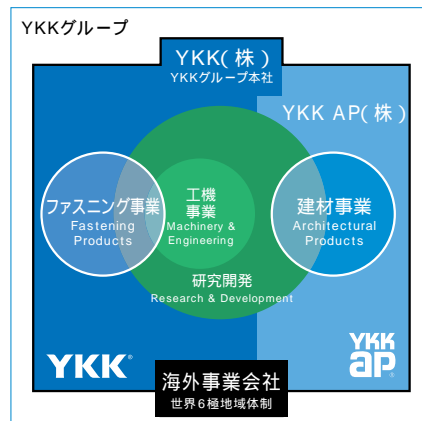 YKKグループ
YKK(株)
YKKグループ本社
YKK AP(株)
ファスニング事業
Fastening
Products
工機
事業
Machinery &
Engineering
建材事業
Architectural
Products
研究開発
Research & Development
YKK®
YKK
ap®
海外事業会社
世界6極地域体制